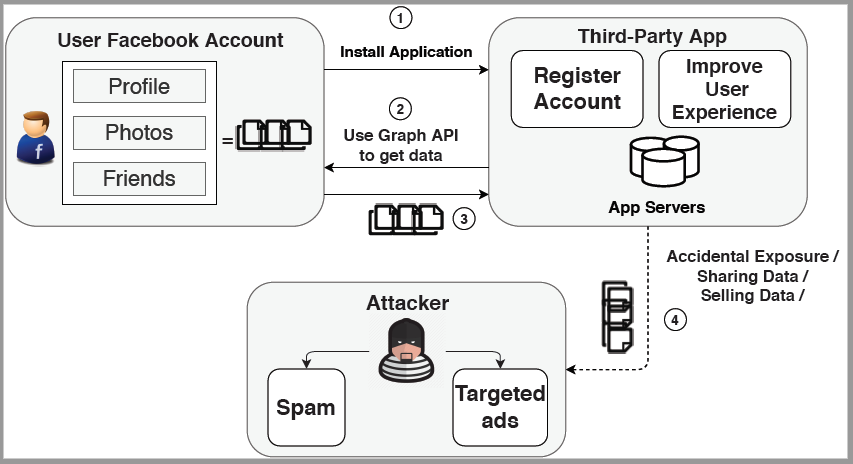 1
User Facebook Account
Profile
Photos
Friends
f
=
Install Application
2
Use Graph API
to get data
3
Third-Party App
Register
Account
Improve
User
Experience
App Servers
Accidental Exposure /
Sharing Data /
Selling Data /
4
Attacker
Spam
Targeted
ads